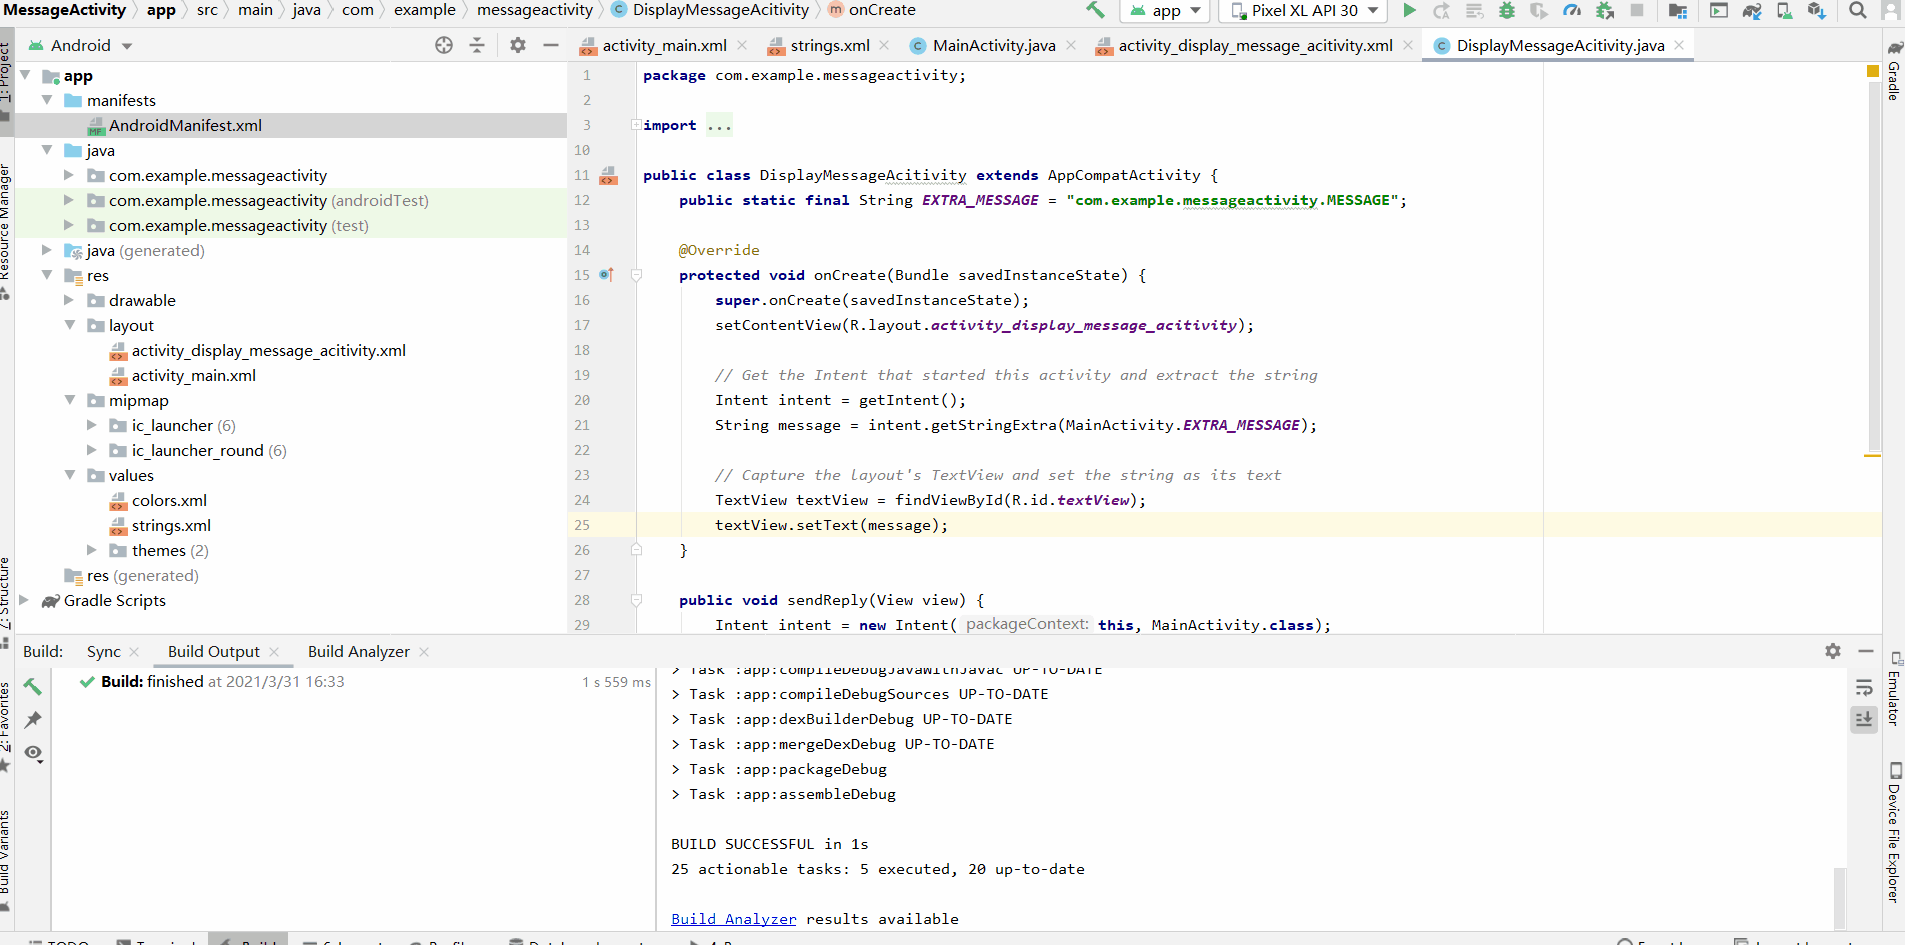 MessageActivity app src main java com example messageactivity DisplayMessageAcitivity onCreate app Pixel XL API 30
Android
activity_main.xml strings.xml MainActivity.java activity_display_message_acitivity.xml DisplayMessageAcitivity.java
1: Project
Resource Manager
Z: Structure
2: Favorites
Build Variants
app
manifests
AndroidManifest.xml
java
com.example.messageactivity
com.example.messageactivity (androidTest)
com.example.messageactivity (test)
java (generated)
res
drawable
layout
activity_display_message_acitivity.xml
activity_main.xml
mipmap
ic_launcher (6)
ic_launcher_round (6)
values
colors.xml
strings.xml
themes (2)
res (generated)
Gradle Scripts
1 package com.example.messageactivity;
2
3 import ...
10
11 public class DisplayMessageAcitivity extends AppCompatActivity {
12 public static final String EXTRA_MESSAGE = "com.example.messageactivity.MESSAGE";
13
14 @Override
15 protected void onCreate(Bundle savedInstanceState) {
16 super.onCreate(savedInstanceState);
17 setContentView(R.layout.activity_display_message_acitivity);
18
19 // Get the Intent that started this activity and extract the string
20 Intent intent = getIntent();
21 String message = intent.getStringExtra(MainActivity.EXTRA_MESSAGE);
22
23 // Capture the layout's TextView and set the string as its text
24 TextView textView = findViewById(R.id.textView);
25 textView.setText(message);
26 }
27
28 public void sendReply(View view) {
29 Intent intent = new Intent( packageContext: this, MainActivity.class);
Gradle
Emulator
Device File Explorer
Build: Sync Build Output Build Analyzer
Build: finished at 2021/3/31 16:33 1 s 559 ms
> Task :app:compileDebugJavaWithJavac UP-TO-DATE
> Task :app:compileDebugSources UP-TO-DATE
> Task :app:dexBuilderDebug UP-TO-DATE
> Task :app:mergeDexDebug UP-TO-DATE
> Task :app:packageDebug
> Task :app:assembleDebug
BUILD SUCCESSFUL in 1s
25 actionable tasks: 5 executed, 20 up-to-date
Build Analyzer results available
TODO Terminal Build